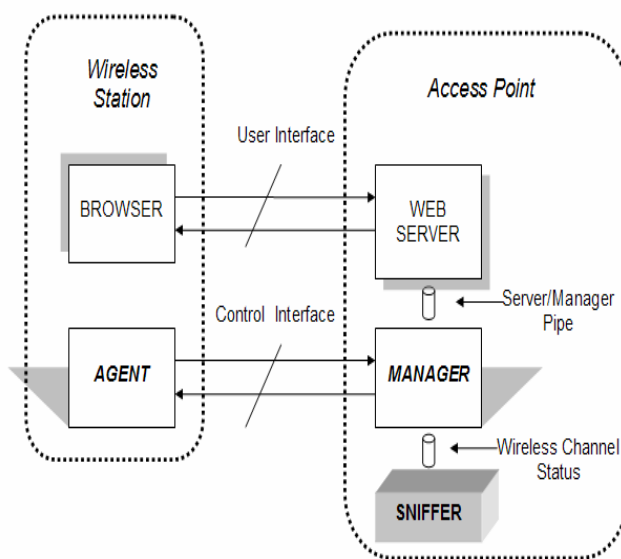 Wireless
Station
Access Point
User Interface
BROWSER
WEB
SERVER
Server/Manager
Pipe
Control Interface
AGENT
MANAGER
Wireless Channel
Status
SNIFFER